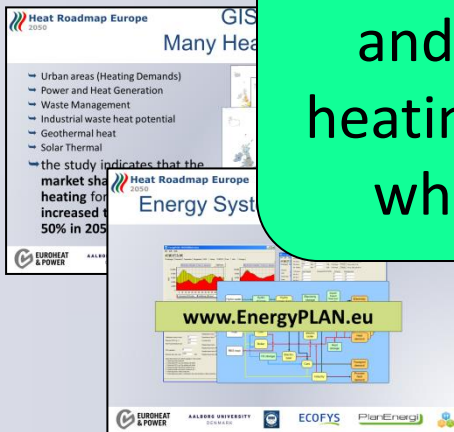 Heat Roadmap Europe
2050
GIS
Many Hea
Urban areas (Heating Demands)
Power and Heat Generation
Waste Management
Industrial waste heat potential
Geothermal heat
Solar Thermal
the study indicates that the
market sha
heating for
increased t
50% in 205
EUROHEAT
& POWER
AALBO
and
heatin
wh
Heat Roadmap Europe
2050
Energy Syst
www.EnergyPLAN.eu
EUROHEAT
& POWER
AALBORG UNIVERSITY
DENMARK
ECOFYS
PlanEnergi